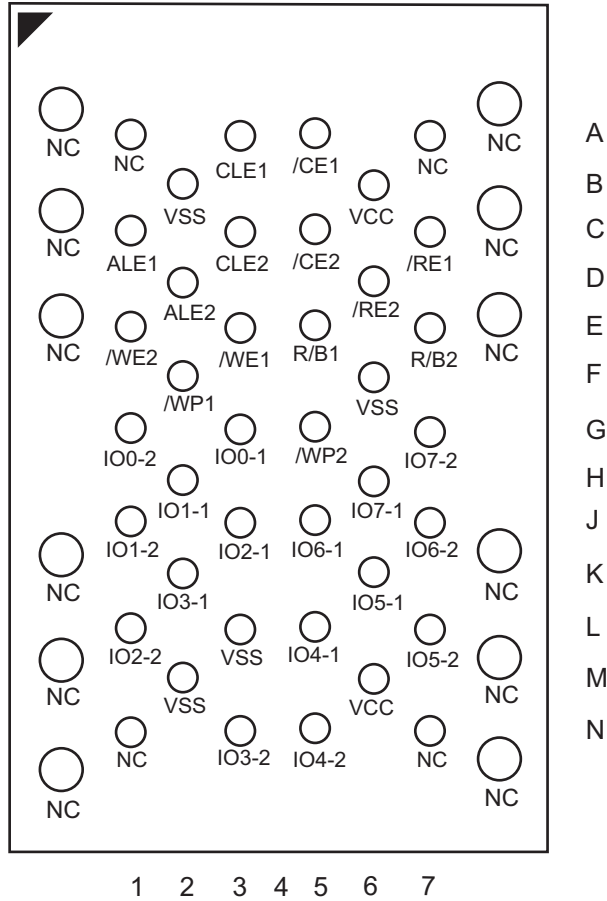 NC NC CLE1 /CE1 NC NC A
VSS VCC B
NC ALE1 CLE2 /CE2 /RE1 NC C
ALE2 /RE2 D
NC /WE2 /WE1 R/B1 R/B2 NC E
/WP1 VSS F
IO0-2 IO0-1 /WP2 IO7-2 G
IO1-1 IO7-1 H
IO1-2 IO2-1 IO6-1 IO6-2 J
NC IO3-1 IO5-1 NC K
IO2-2 VSS IO4-1 IO5-2 L
NC VSS VCC NC M
NC IO3-2 IO4-2 NC N
NC NC
1 2 3 4 5 6 7